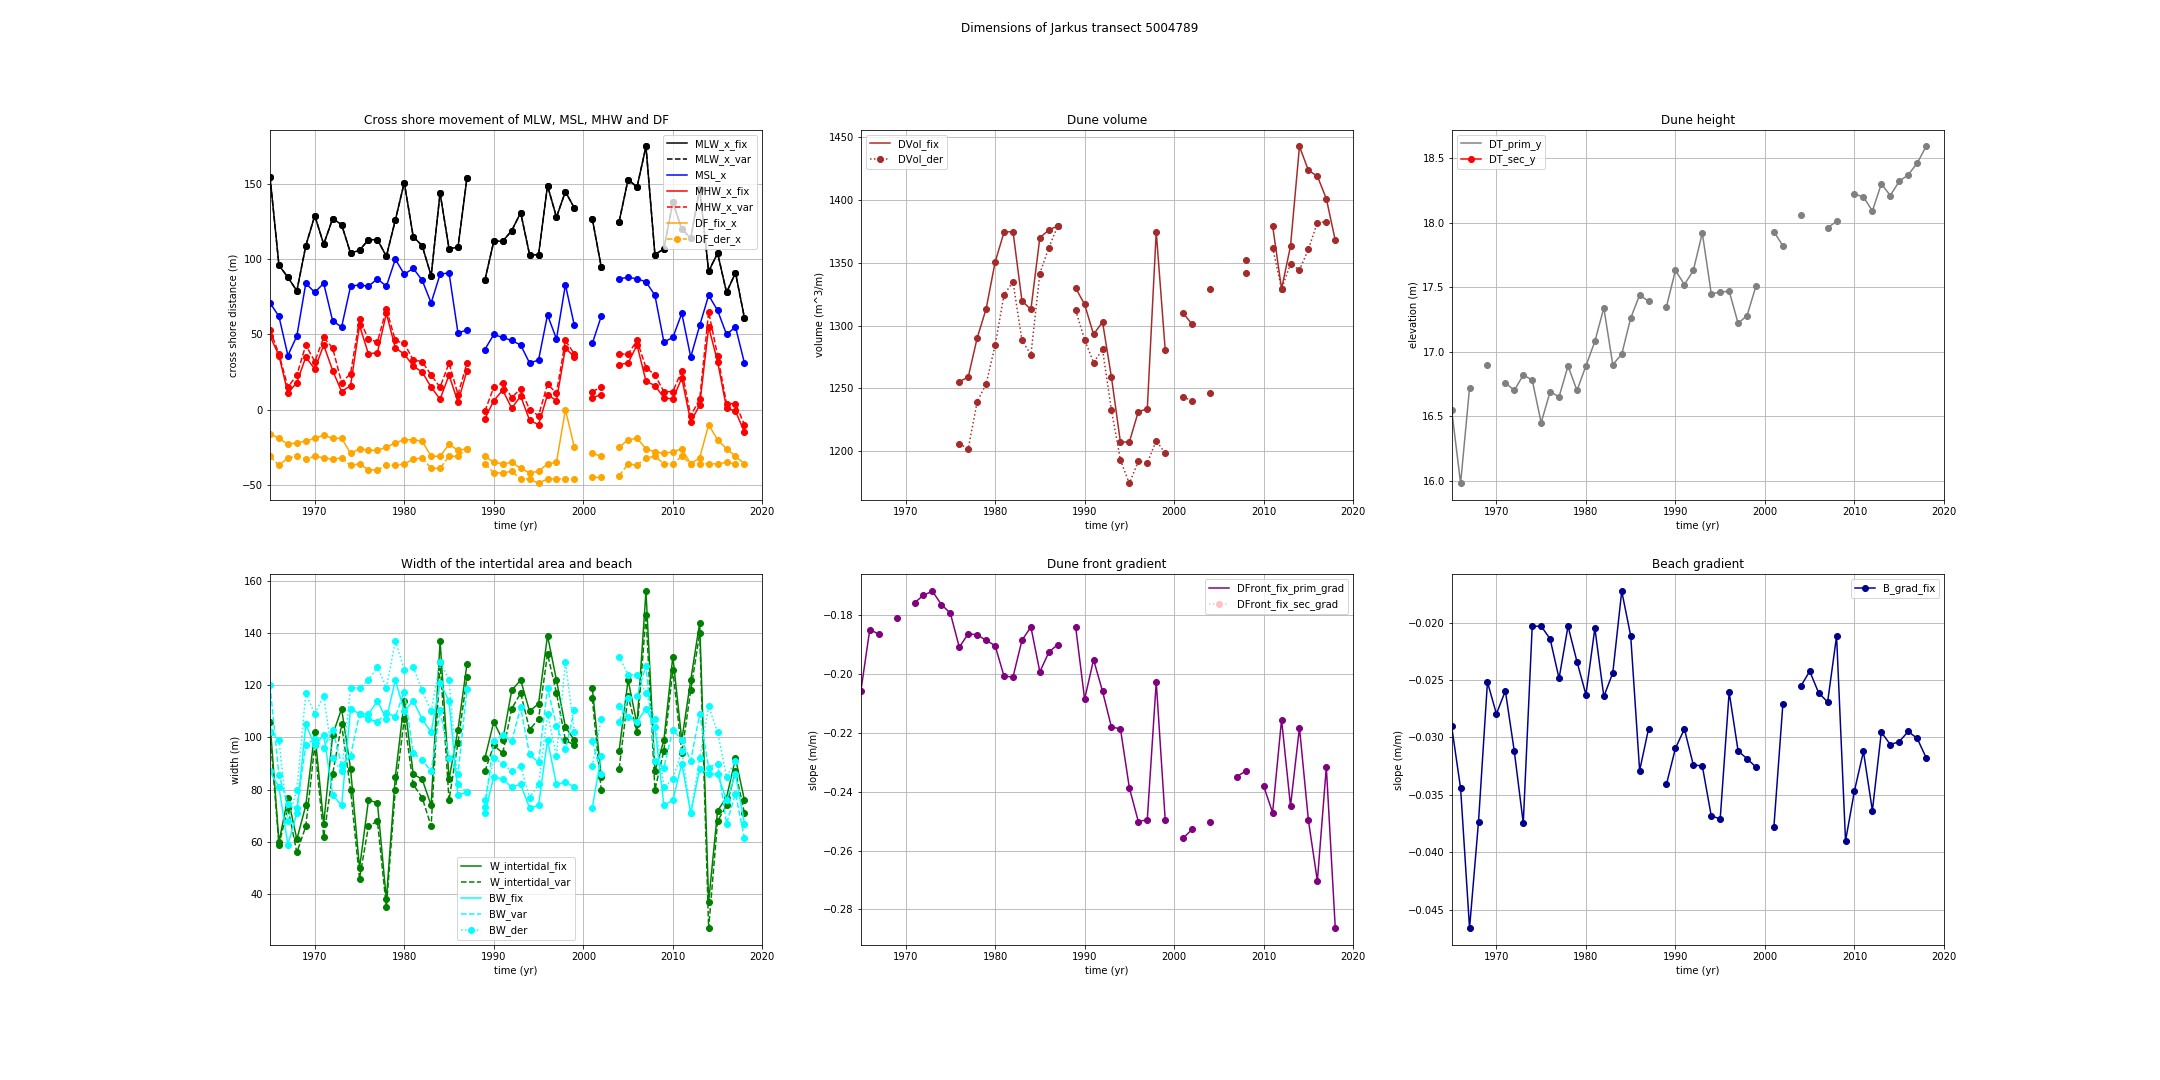 Dimensions of Jarkus transect 5004789
Cross shore movement of MLW, MSL, MHW and DF
cross shore distance (m)
150
100
50
0
−50
MLW_x_fix
MLW_x_var
MSL_x
MHW_x_fix
MHW_x_var
DF_fix_x
DF_der_x
1970 1980 1990 2000 2010 2020
time (yr)
Dune volume
volume (m^3/m)
1450
1400
1350
1300
1250
1200
DVol_fix
DVol_der
1970 1980 1990 2000 2010 2020
time (yr)
Dune height
elevation (m)
18.5
18.0
17.5
17.0
16.5
16.0
DT_prim_y
DT_sec_y
1970 1980 1990 2000 2010 2020
time (yr)
Width of the intertidal area and beach
width (m)
160
140
120
100
80
60
40
W_intertidal_fix
W_intertidal_var
BW_fix
BW_var
BW_der
1970 1980 1990 2000 2010 2020
time (yr)
Dune front gradient
slope (m/m)
−0.18
−0.20
−0.22
−0.24
−0.26
−0.28
DFront_fix_prim_grad
DFront_fix_sec_grad
1970 1980 1990 2000 2010 2020
time (yr)
Beach gradient
slope (m/m)
−0.020
−0.025
−0.030
−0.035
−0.040
−0.045
B_grad_fix
1970 1980 1990 2000 2010 2020
time (yr)